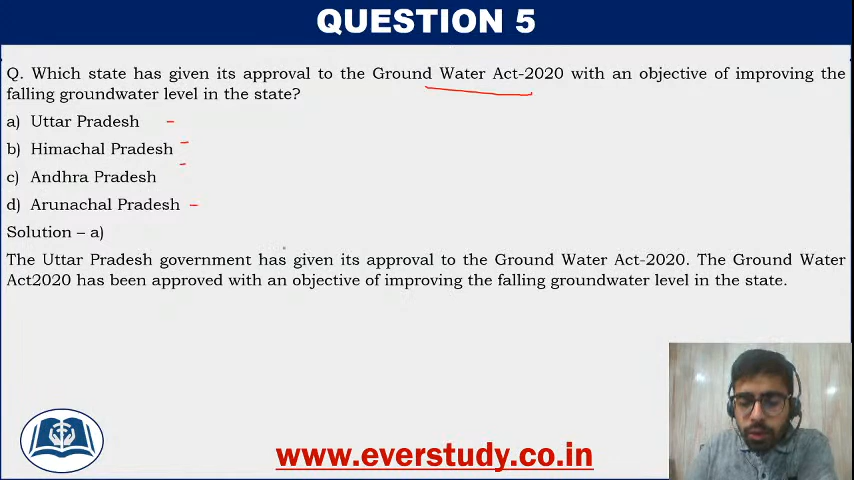 QUESTION 5
Q. Which state has given its approval to the Ground Water Act-2020 with an objective of improving the
falling groundwater level in the state?
a) Uttar Pradesh
b) Himachal Pradesh
c) Andhra Pradesh
d) Arunachal Pradesh
Solution – a)
The Uttar Pradesh government has given its approval to the Ground Water Act-2020. The Ground Water
Act2020 has been approved with an objective of improving the falling groundwater level in the state.
www.everstudy.co.in